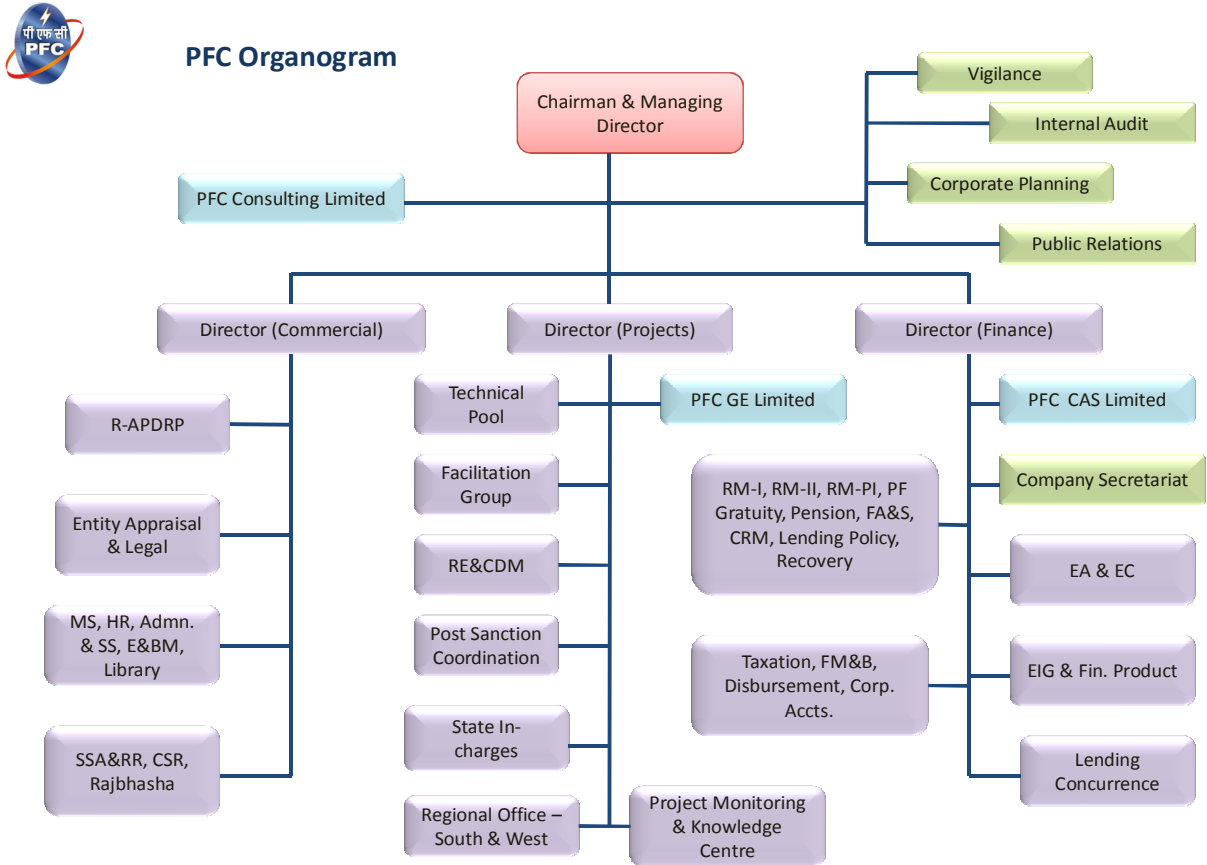 पी एफ सी
PFC
PFC Organogram
Chairman & Managing
Director
Vigilance
Internal Audit
Corporate Planning
Public Relations
PFC Consulting Limited
Director (Commercial)
Director (Projects)
Director (Finance)
R-APDRP
Entity Appraisal
& Legal
MS, HR, Admn.
& SS, E&BM,
Library
SSA&RR, CSR,
Rajbhasha
Technical
Pool
PFC GE Limited
Facilitation
Group
RE&CDM
Post Sanction
Coordination
State In-
charges
Regional Office –
South & West
Project Monitoring
& Knowledge
Centre
PFC CAS Limited
Company Secretariat
RM-I, RM-II, RM-PI, PF
Gratuity, Pension, FA&S,
CRM, Lending Policy,
Recovery
EA & EC
Taxation, FM&B,
Disbursement, Corp.
Accts.
EIG & Fin. Product
Lending
Concurrence